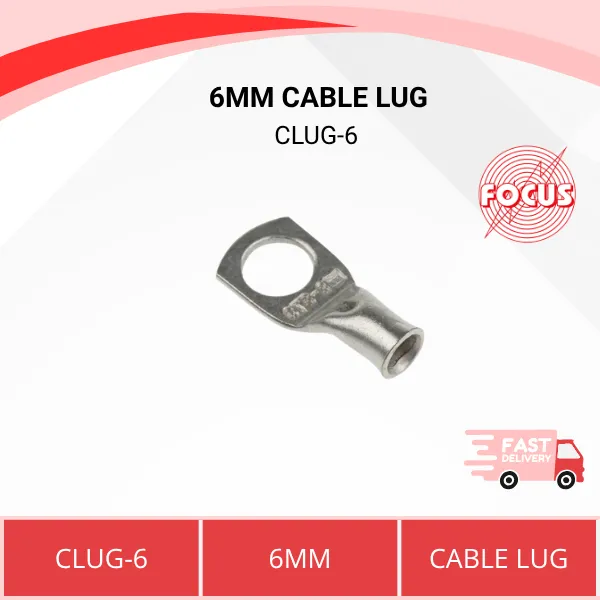 6MM CABLE LUG
CLUG-6
FOCUS
FAST
DELIVERY
CLUG-6
6MM
CABLE LUG